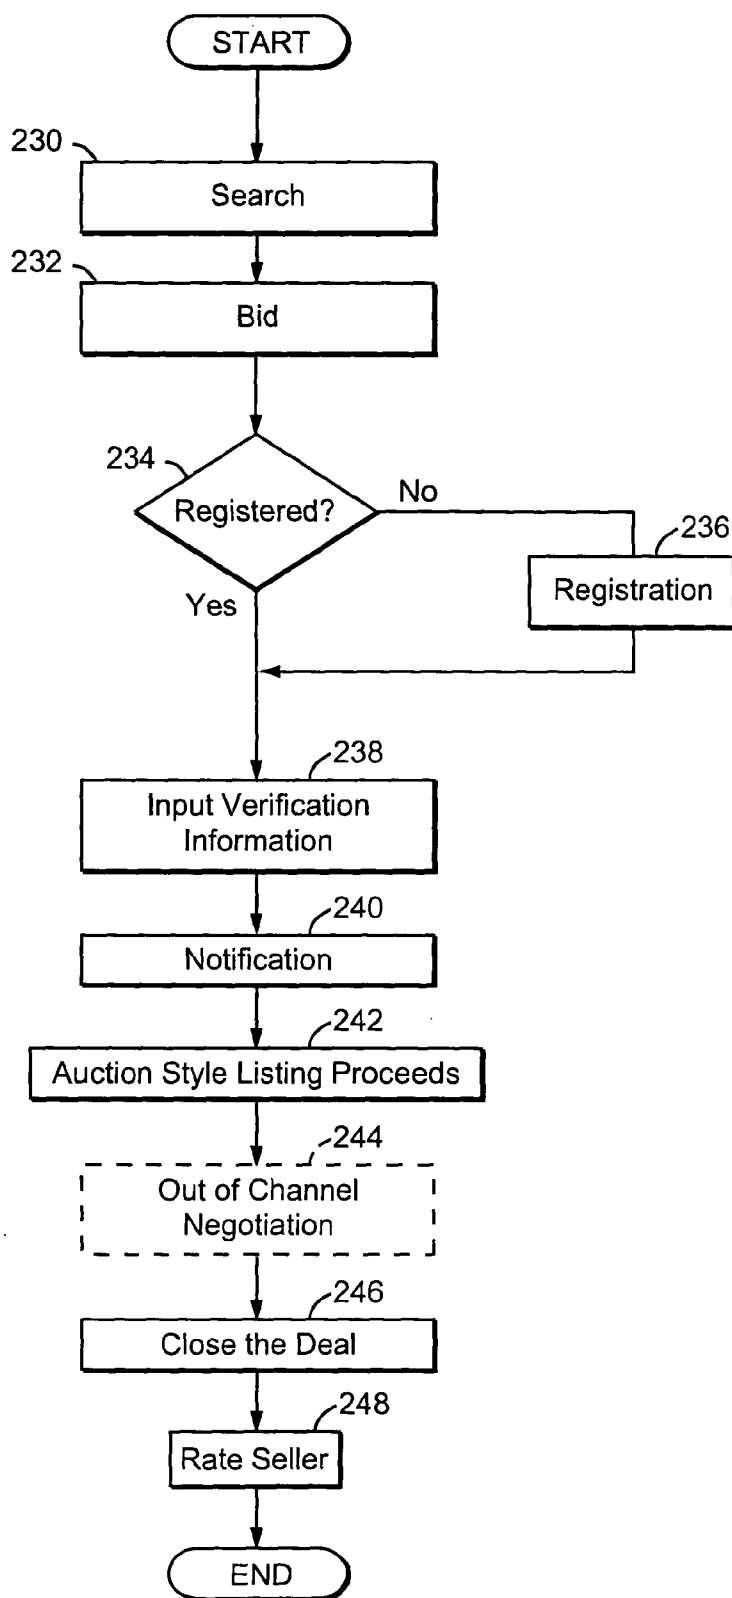 START
230
Search
232
Bid
234
Registered?
No
236
Registration
Yes
238
Input Verification
Information
240
Notification
242
Auction Style Listing Proceeds
244
Out of Channel
Negotiation
246
Close the Deal
248
Rate Seller
END